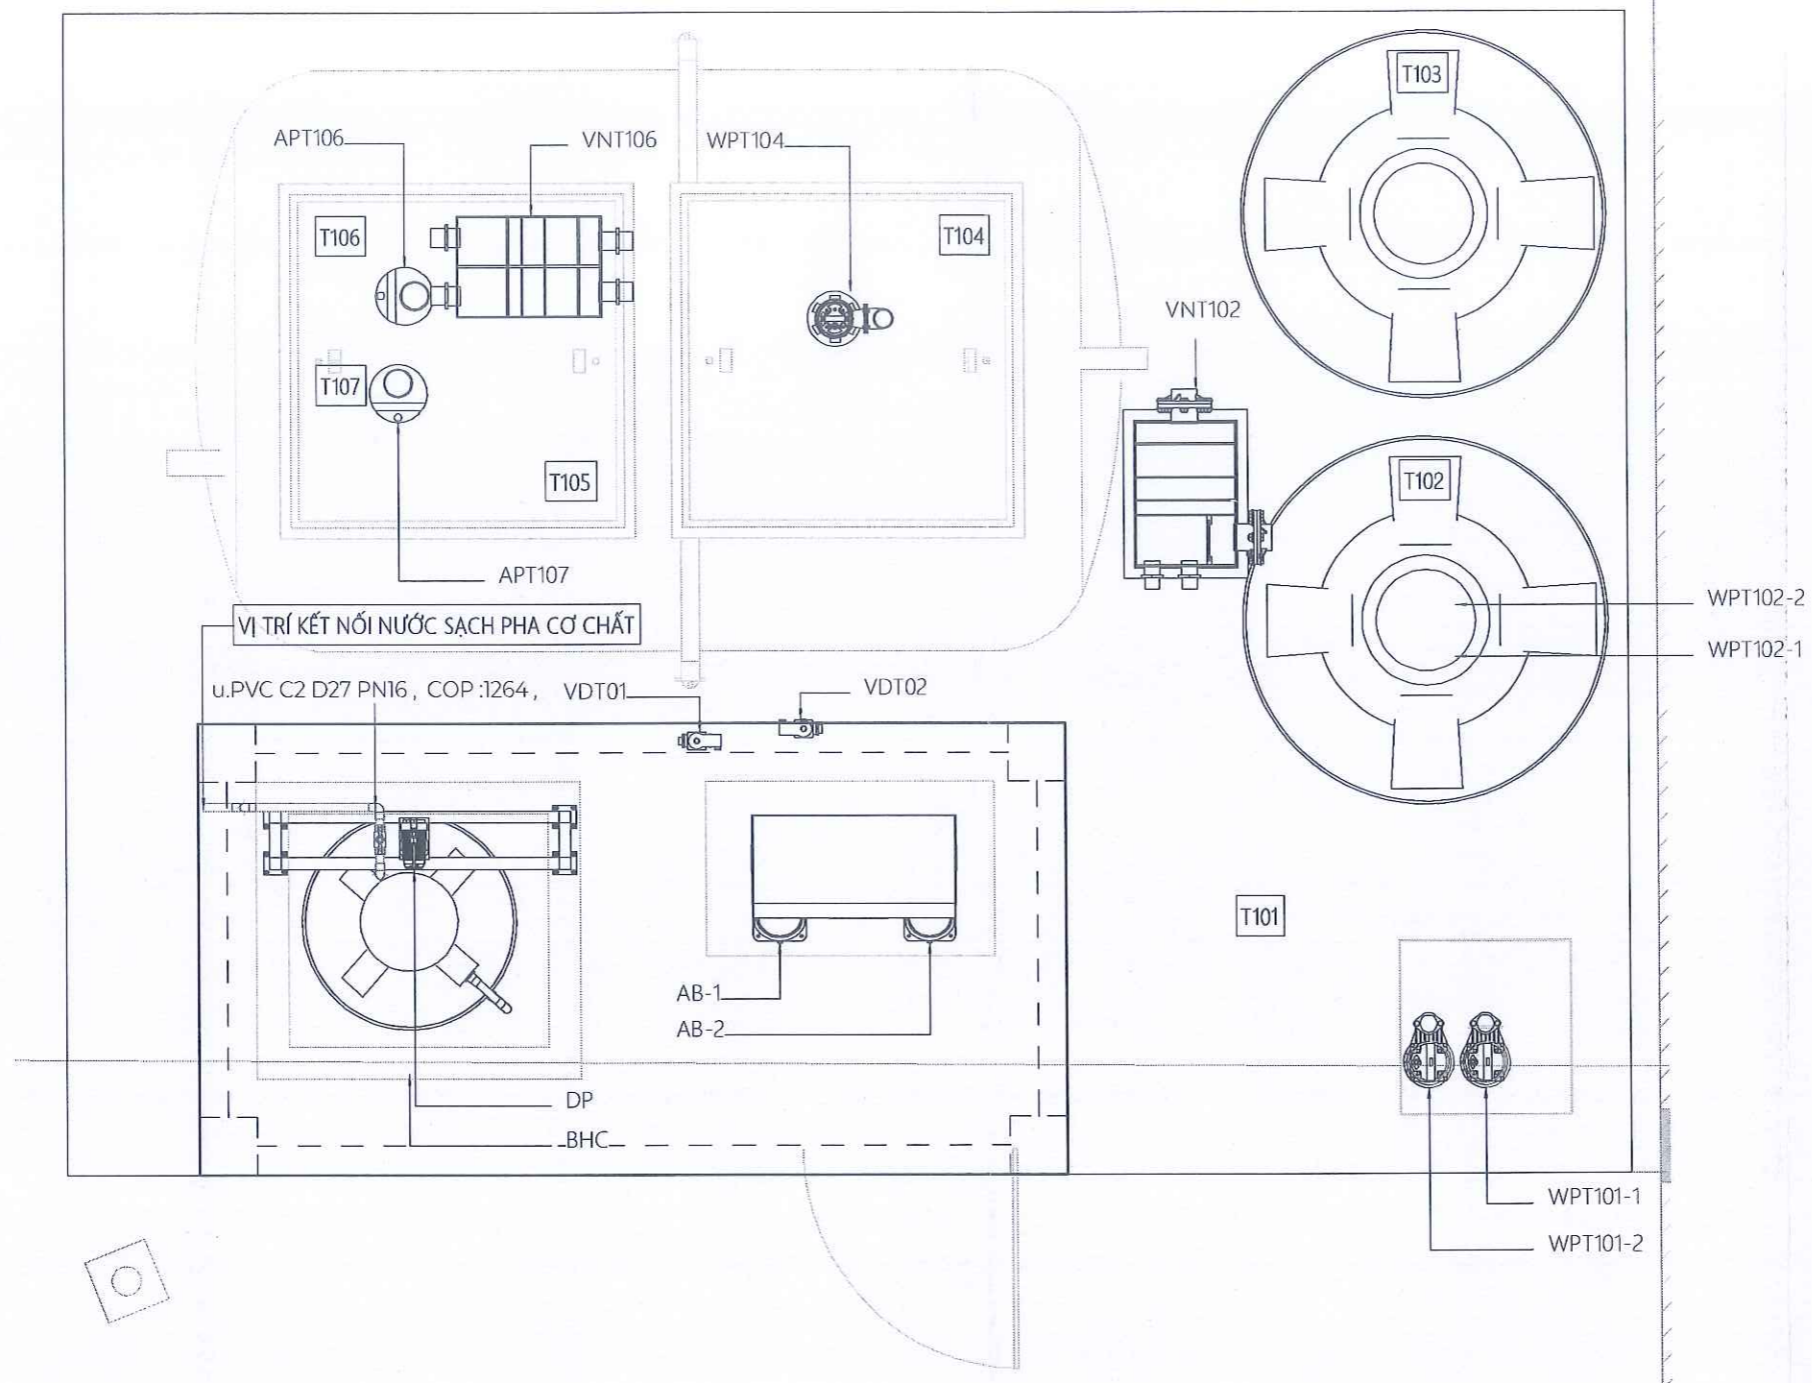 T103
APT106
VNT106
WPT104
T106
T104
VNT102
T107
T105
T102
APT107
WPT102-2
VỊ TRÍ KẾT NỐI NƯỚC SẠCH PHA CƠ CHẤT
WPT102-1
u.PVC C2 D27 PN16 , COP :1264 ,
VDT01
VDT02
T101
AB-1
AB-2
DP
BHC
WPT101-1
WPT101-2